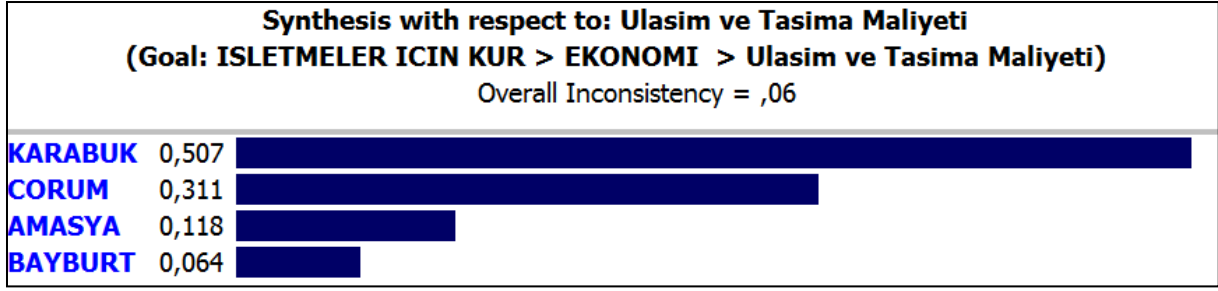 Synthesis with respect to: Ulasim ve Tasima Maliyeti
(Goal: ISLETMELER ICIN KUR > EKONOMI > Ulasim ve Tasima Maliyeti)
Overall Inconsistency = ,06
KARABUK 0,507
CORUM 0,311
AMASYA 0,118
BAYBURT 0,064